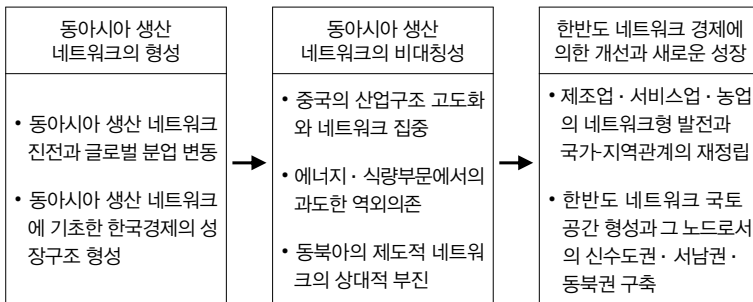 동아시아 생산
네트워크의 형성
• 동아시아 생산 네트워크
진전과 글로벌 분업 변동
• 동아시아 생산 네트워크
에 기초한 한국경제의 성
장구조 형성
동아시아 생산
네트워크의 비대칭성
• 중국의 산업구조 고도화
와 네트워크 집중
• 에너지 · 식량부문에서의
과도한 역외의존
• 동북아의 제도적 네트워
크의 상대적 부진
한반도 네트워크 경제에
의한 개선과 새로운 성장
• 제조업 · 서비스업 · 농업
의 네트워크형 발전과
국가-지역관계의 재정립
• 한반도 네트워크 국토
공간 형성과 그 노드로서
의 신수도권 · 서남권 ·
동북권 구축